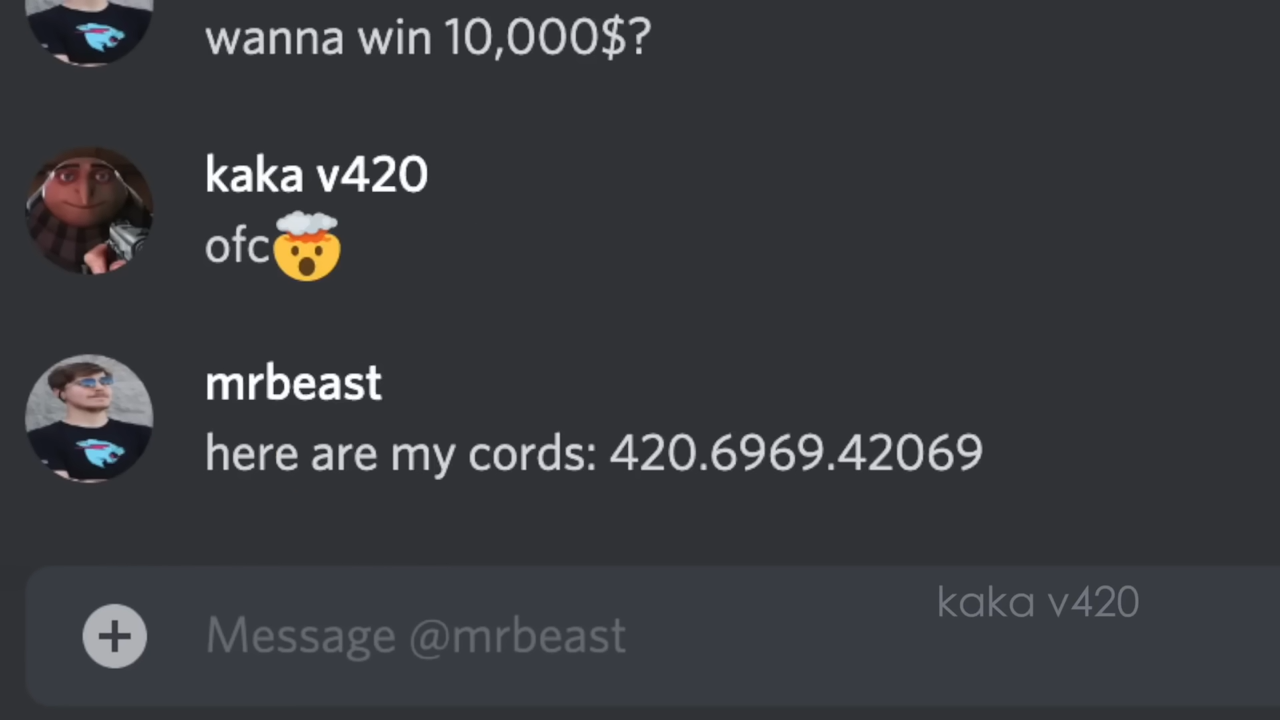 wanna win 10,000$?
kaka v420
ofc🤯
mrbeast
here are my cords: 420.6969.42069
Message @mrbeast
kaka v420